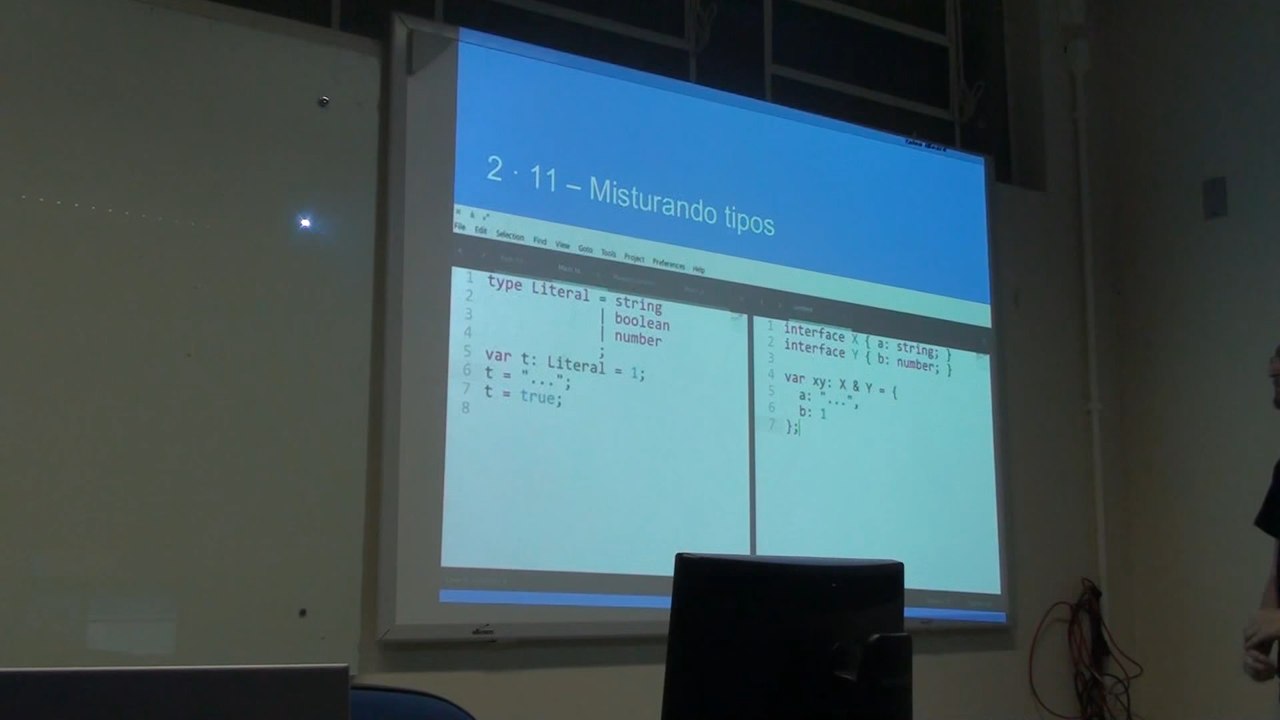 2 · 11 – Misturando tipos
File Edit Selection Find View Goto Tools Project Preferences Help
1 type Literal = string
2 | boolean
3 | number
4 ;
5 var t: Literal = 1;
6 t = "...";
7 t = true;
8
1 interface X { a: string; }
2 interface Y { b: number; }
3
4 var xy: X & Y = {
5 a: "...",
6 b: 1
7 };